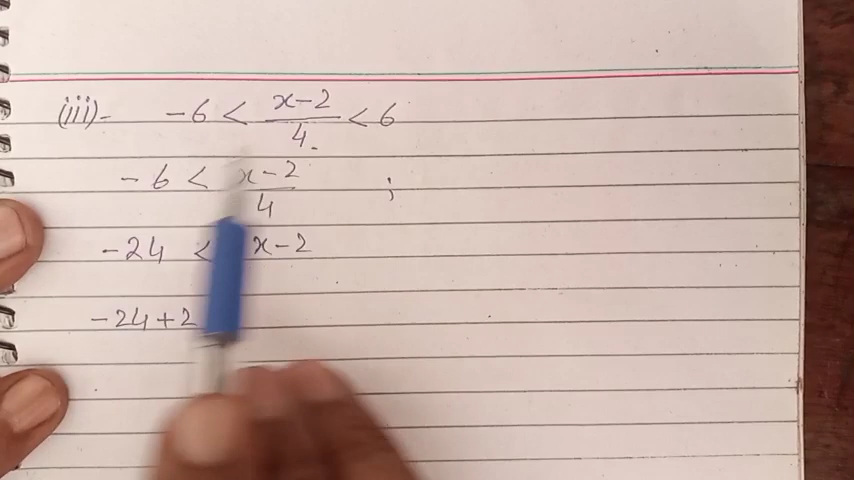 (iii)- -6 < x-2/4 < 6
-6 < x-2/4 ;
-24 < x-2
-24+2